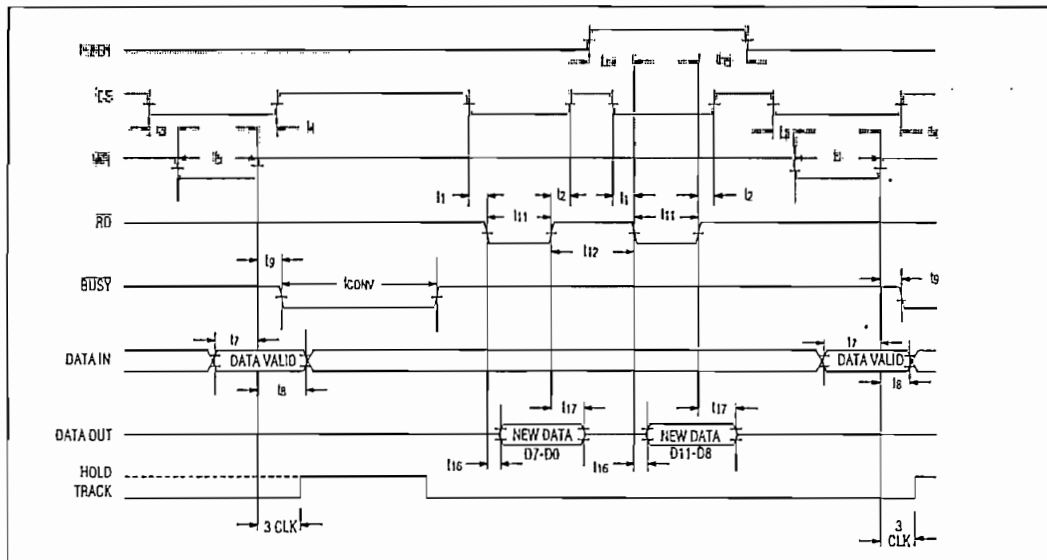 CS
WR
t1
t2
t1
t2
RD
t11
t11
t12
t9
tCONV
t9
BUSY
t7
t7
DATA IN
DATA VALID
DATA VALID
t8
t8
t17
t17
DATA OUT
NEW DATA
D7-D0
NEW DATA
D11-D8
t16
t16
HOLD
TRACK
3 CLK
3
CLK